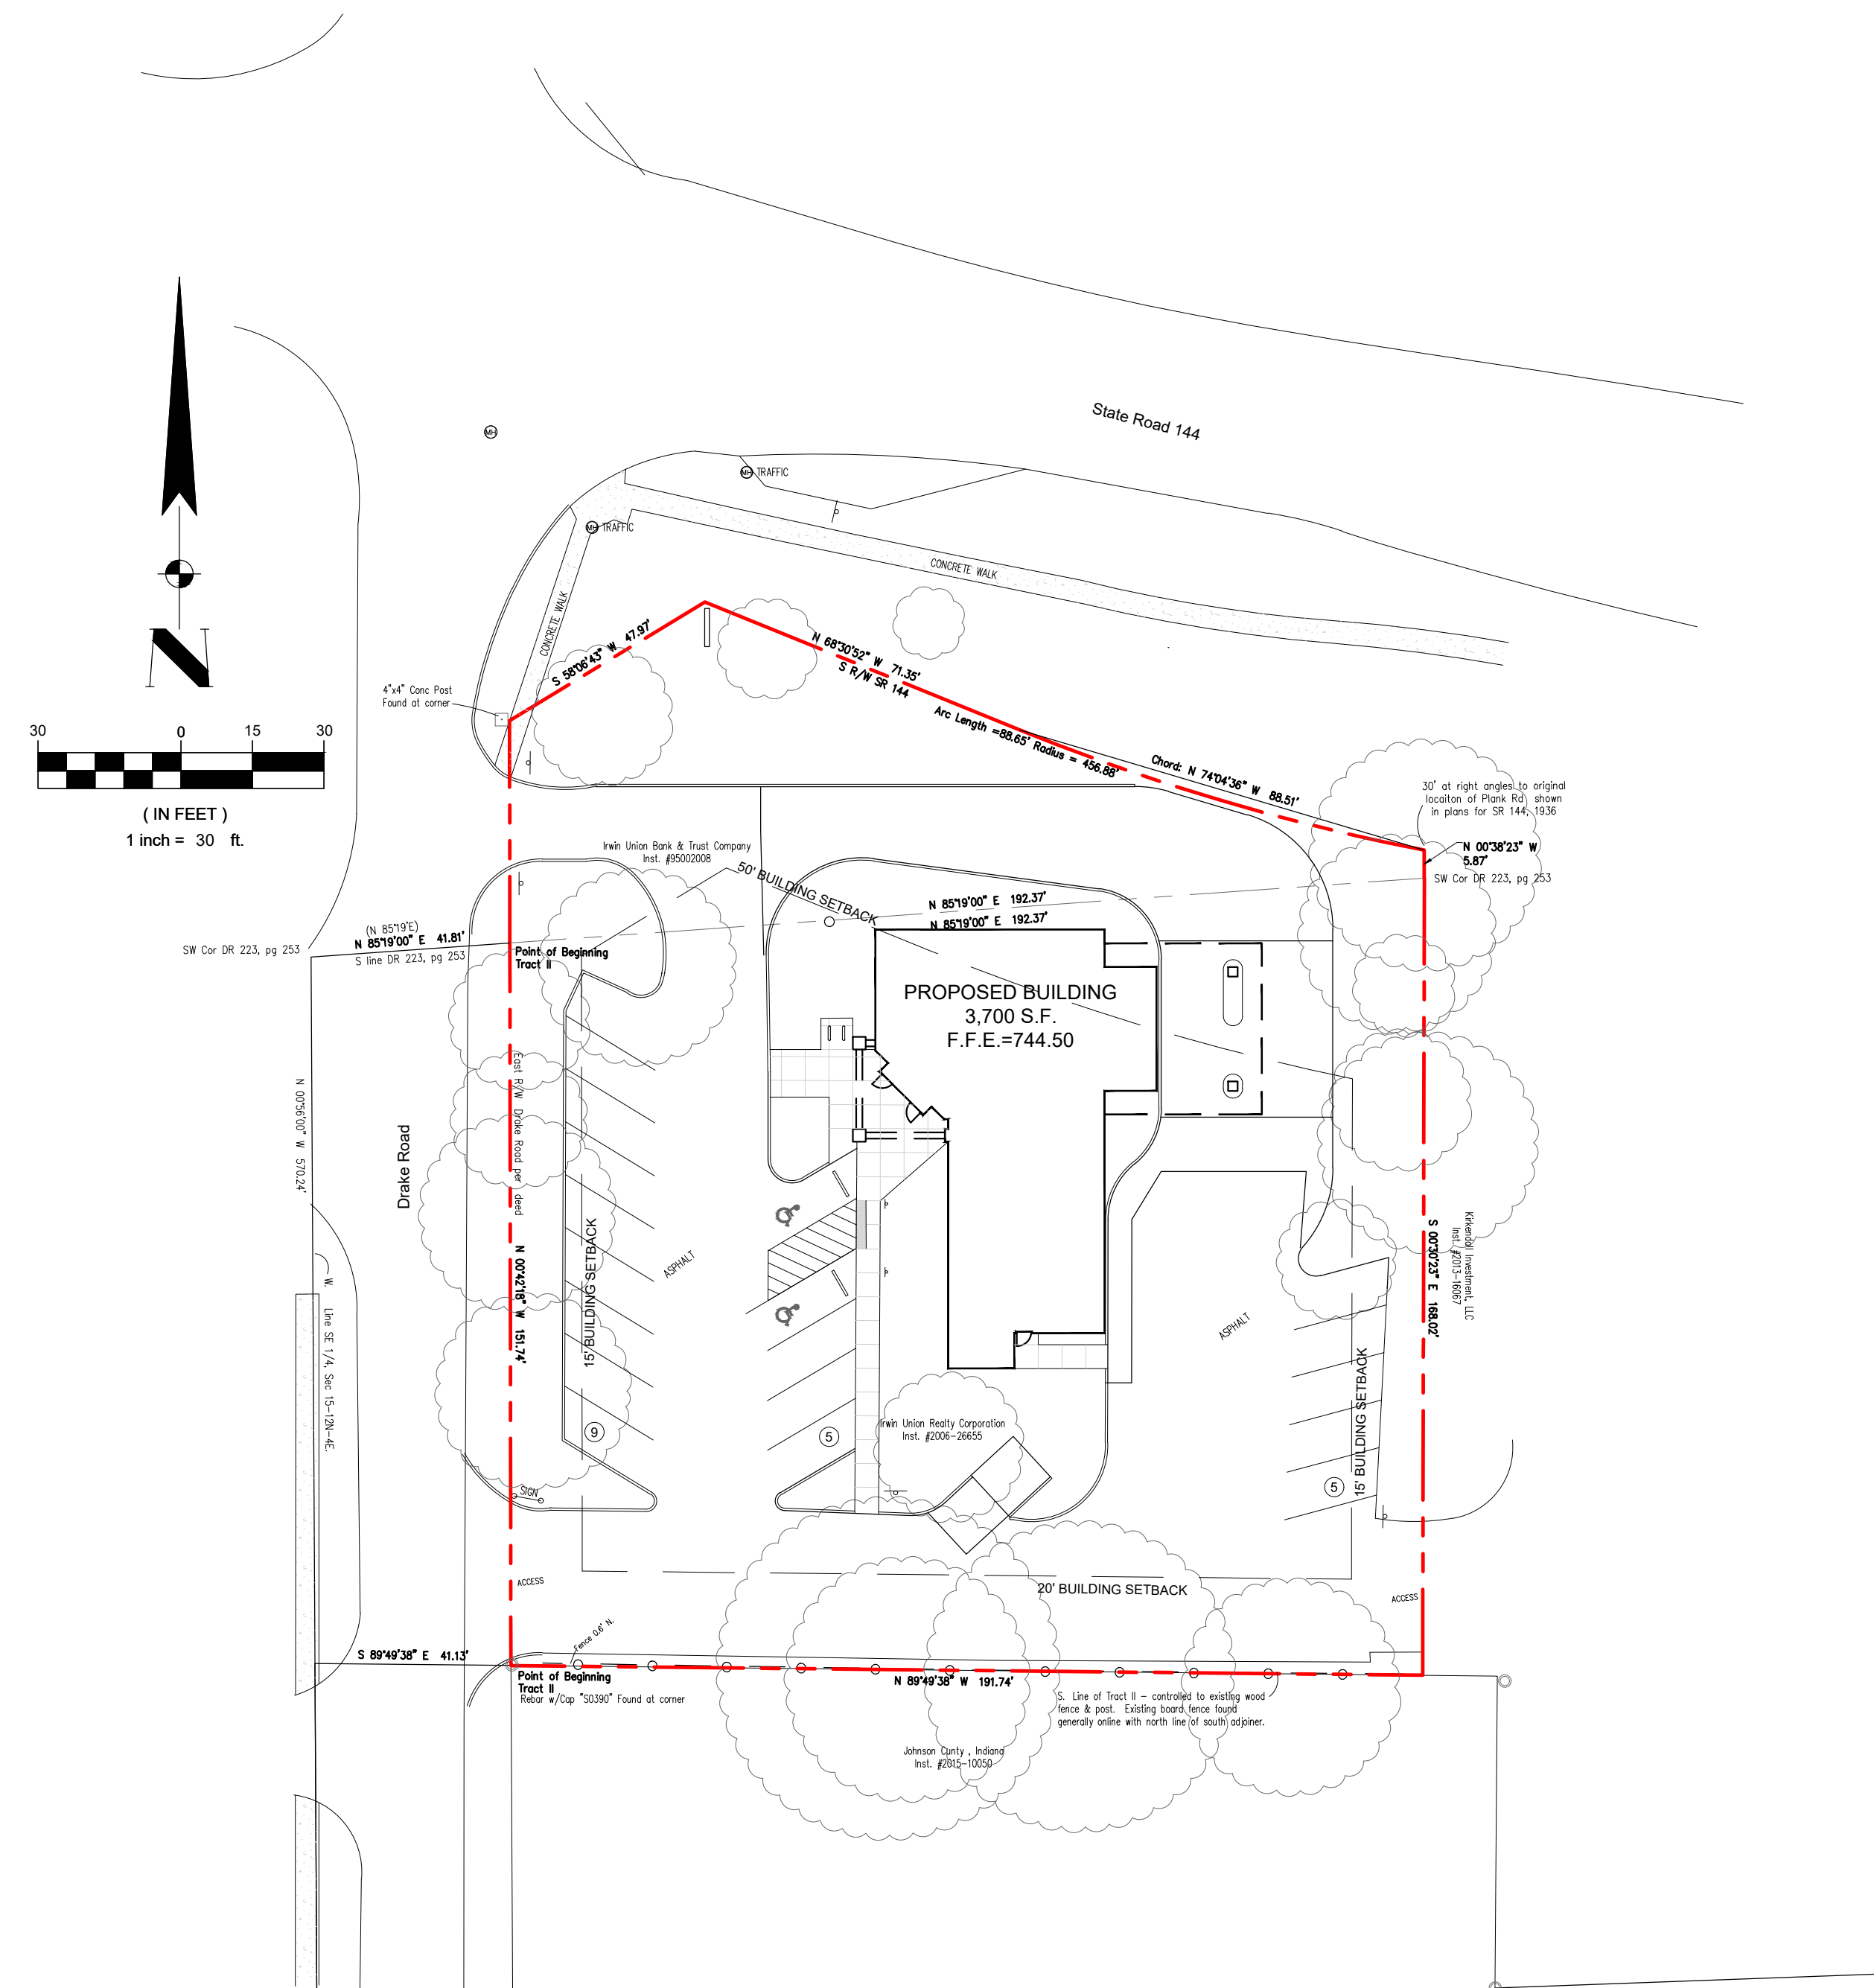 State Road 144
MH
MH TRAFFIC
MH TRAFFIC
CONCRETE WALK
CONCRETE WALK
N
30 0 15 30
( IN FEET )
1 inch = 30 ft.
S 58°06'43" W 47.97'
N 68°30'52" W 71.35'
S R/W SR 144
4"x4" Conc Post
Found at corner
Arc Length =88.65' Radius = 456.88'
Chord: N 74°04'36" W 88.51'
30' at right angles to original
locaiton of Plank Rd shown
in plans for SR 144, 1936
N 00°38'23" W
5.87'
SW Cor DR 223, pg 253
Irwin Union Bank & Trust Company
Inst. #95002008
50' BUILDING SETBACK
N 85°19'00" E 192.37'
N 85°19'00" E 192.37'
(N 85°19'E)
N 85°19'00" E 41.81'
S line DR 223, pg 253
SW Cor DR 223, pg 253
Point of Beginning
Tract II
PROPOSED BUILDING
3,700 S.F.
F.F.E.=744.50
East R/W Drake Road per deed
N 00°42'18" W 151.74'
N 00°56'00" W 570.24'
Drake Road
15' BUILDING SETBACK
ASPHALT
W. Line SE 1/4, Sec 15-12N-4E.
S 00°30'23" E 168.02'
Kirkendoll Investment, LLC
Inst. #2013-16067
ASPHALT
15' BUILDING SETBACK
9
5
Irwin Union Realty Corporation
Inst. #2006-26655
5
SIGN
ACCESS
20' BUILDING SETBACK
ACCESS
Fence 0.6' N.
S 89°49'38" E 41.13'
Point of Beginning
Tract II
Rebar w/Cap "S0390" Found at corner
N 89°49'38" W 191.74'
S. Line of Tract II - controlled to existing wood
fence & post. Existing board fence found
generally online with north line of south adjoiner.
Johnson Cunty , Indiana
Inst. #2015-10050